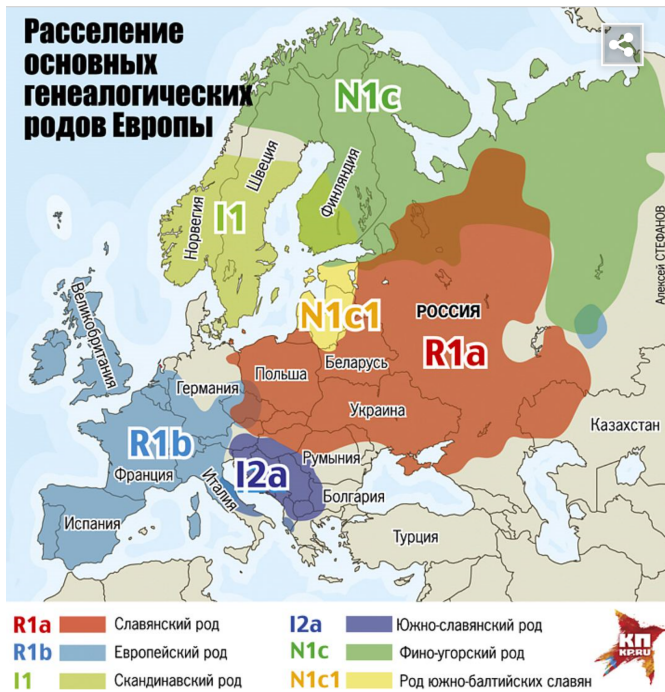 Расселение
основных
генеалогических
родов Европы
N1c
Швеция
Финляндия
I1
Норвегия
Алексей СТЕФАНОВ
Великобритания
N1c1
РОССИЯ
R1a
Польша
Беларусь
Германия
Украина
Казахстан
R1b
Румыния
I2a
Франция
Италия
Болгария
Испания
Турция
R1a Славянский род
R1b Европейский род
I1 Скандинавский род
I2a Южно-славянский род
N1c Фино-угорский род
N1c1 Род южно-балтийских славян
КП
KP.RU